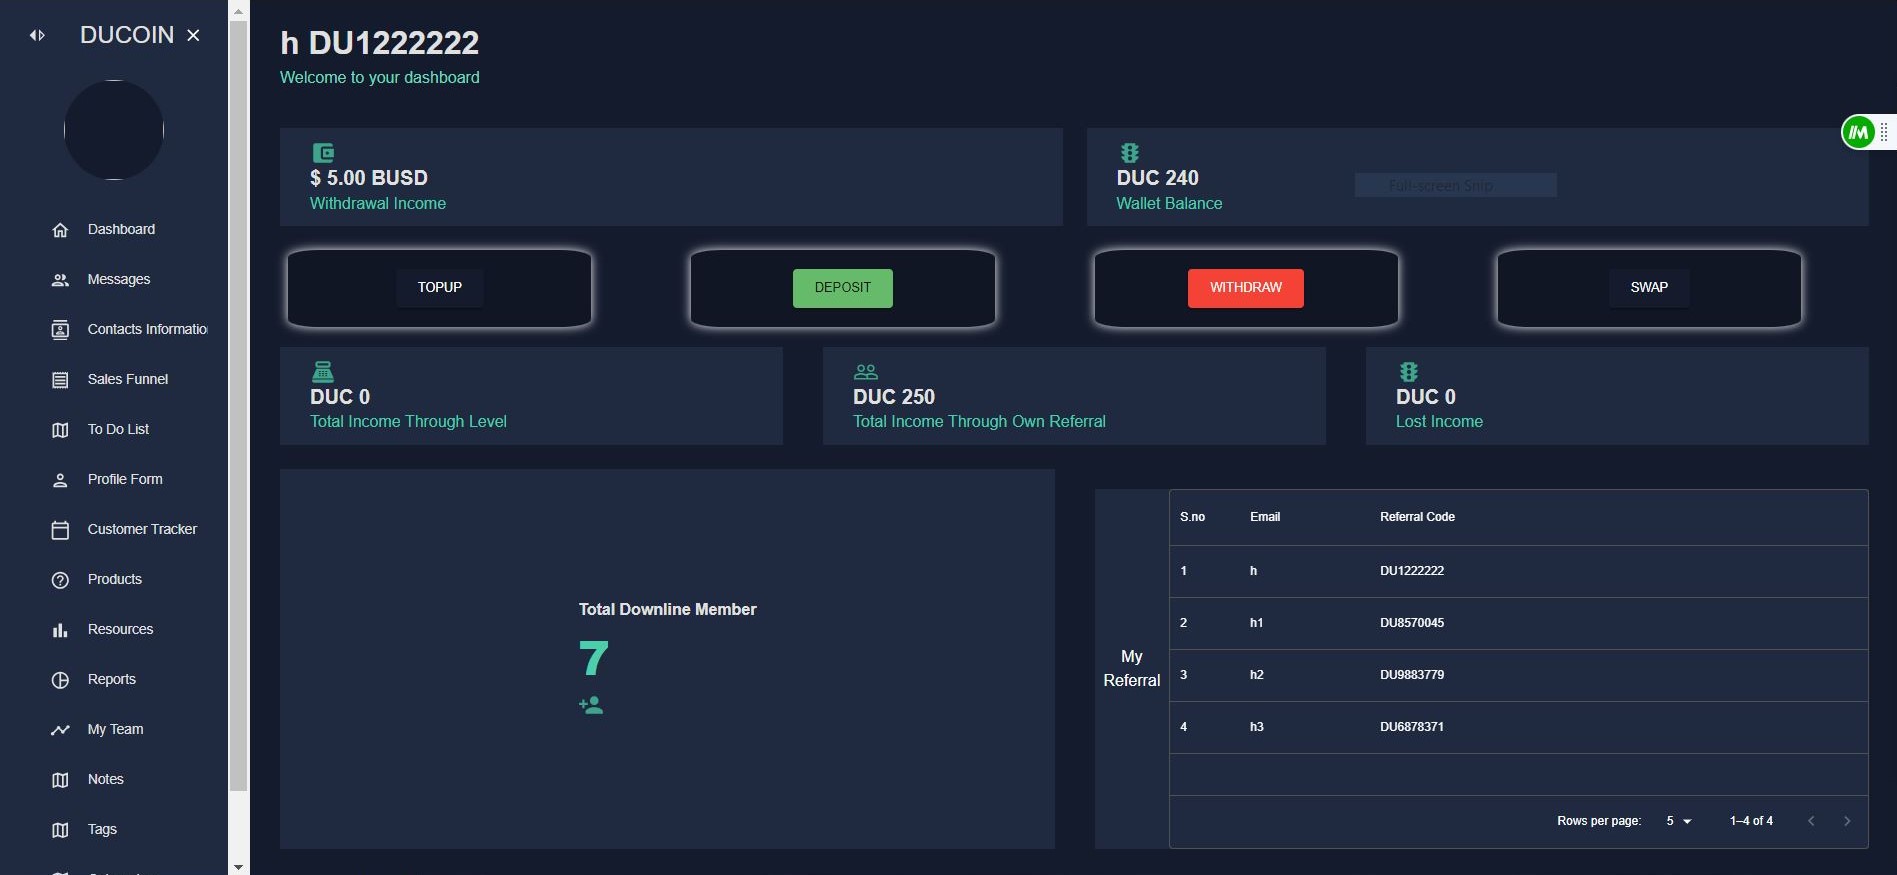 DUCOIN
Dashboard
Messages
Contacts Informatio
Sales Funnel
To Do List
Profile Form
Customer Tracker
Products
Resources
Reports
My Team
Notes
Tags
h DU1222222
Welcome to your dashboard
$ 5.00 BUSD
Withdrawal Income
DUC 240
Wallet Balance
Full-screen Snip
TOPUP
DEPOSIT
WITHDRAW
SWAP
DUC 0
Total Income Through Level
DUC 250
Total Income Through Own Referral
DUC 0
Lost Income
Total Downline Member
7
My
Referral
S.no Email Referral Code
1 h DU1222222
2 h1 DU8570045
3 h2 DU9883779
4 h3 DU6878371
Rows per page: 5 1–4 of 4